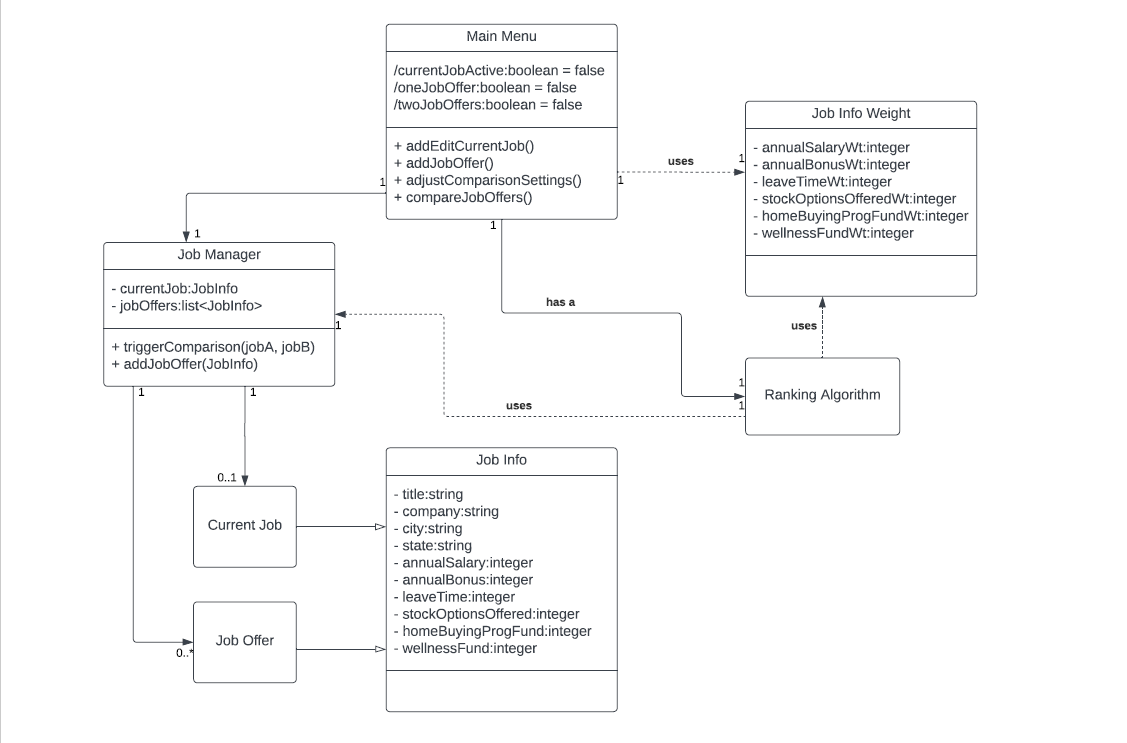 Main Menu
/currentJobActive:boolean = false
/oneJobOffer:boolean = false
/twoJobOffers:boolean = false
+ addEditCurrentJob()
+ addJobOffer()
+ adjustComparisonSettings()
+ compareJobOffers()
1
1
1
uses
1
Job Info Weight
- annualSalaryWt:integer
- annualBonusWt:integer
- leaveTimeWt:integer
- stockOptionsOfferedWt:integer
- homeBuyingProgFundWt:integer
- wellnessFundWt:integer
1
Job Manager
- currentJob:JobInfo
- jobOffers:list<JobInfo>
+ triggerComparison(jobA, jobB)
+ addJobOffer(JobInfo)
1
has a
uses
1
1
Ranking Algorithm
uses
1
1
0..1
Current Job
0..*
Job Offer
Job Info
- title:string
- company:string
- city:string
- state:string
- annualSalary:integer
- annualBonus:integer
- leaveTime:integer
- stockOptionsOffered:integer
- homeBuyingProgFund:integer
- wellnessFund:integer